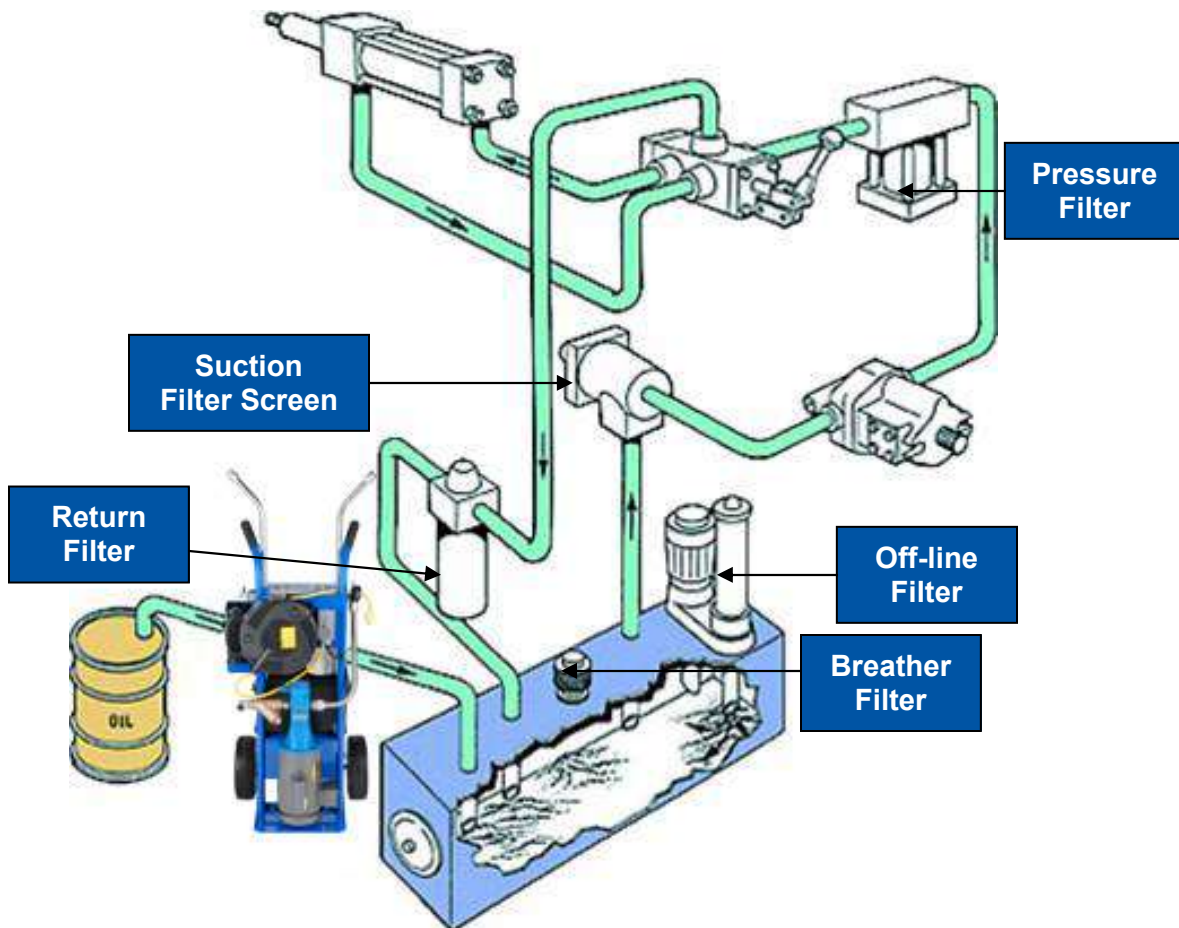 Pressure
Filter
Suction
Filter Screen
Return
Filter
Off-line
Filter
Breather
Filter
OIL